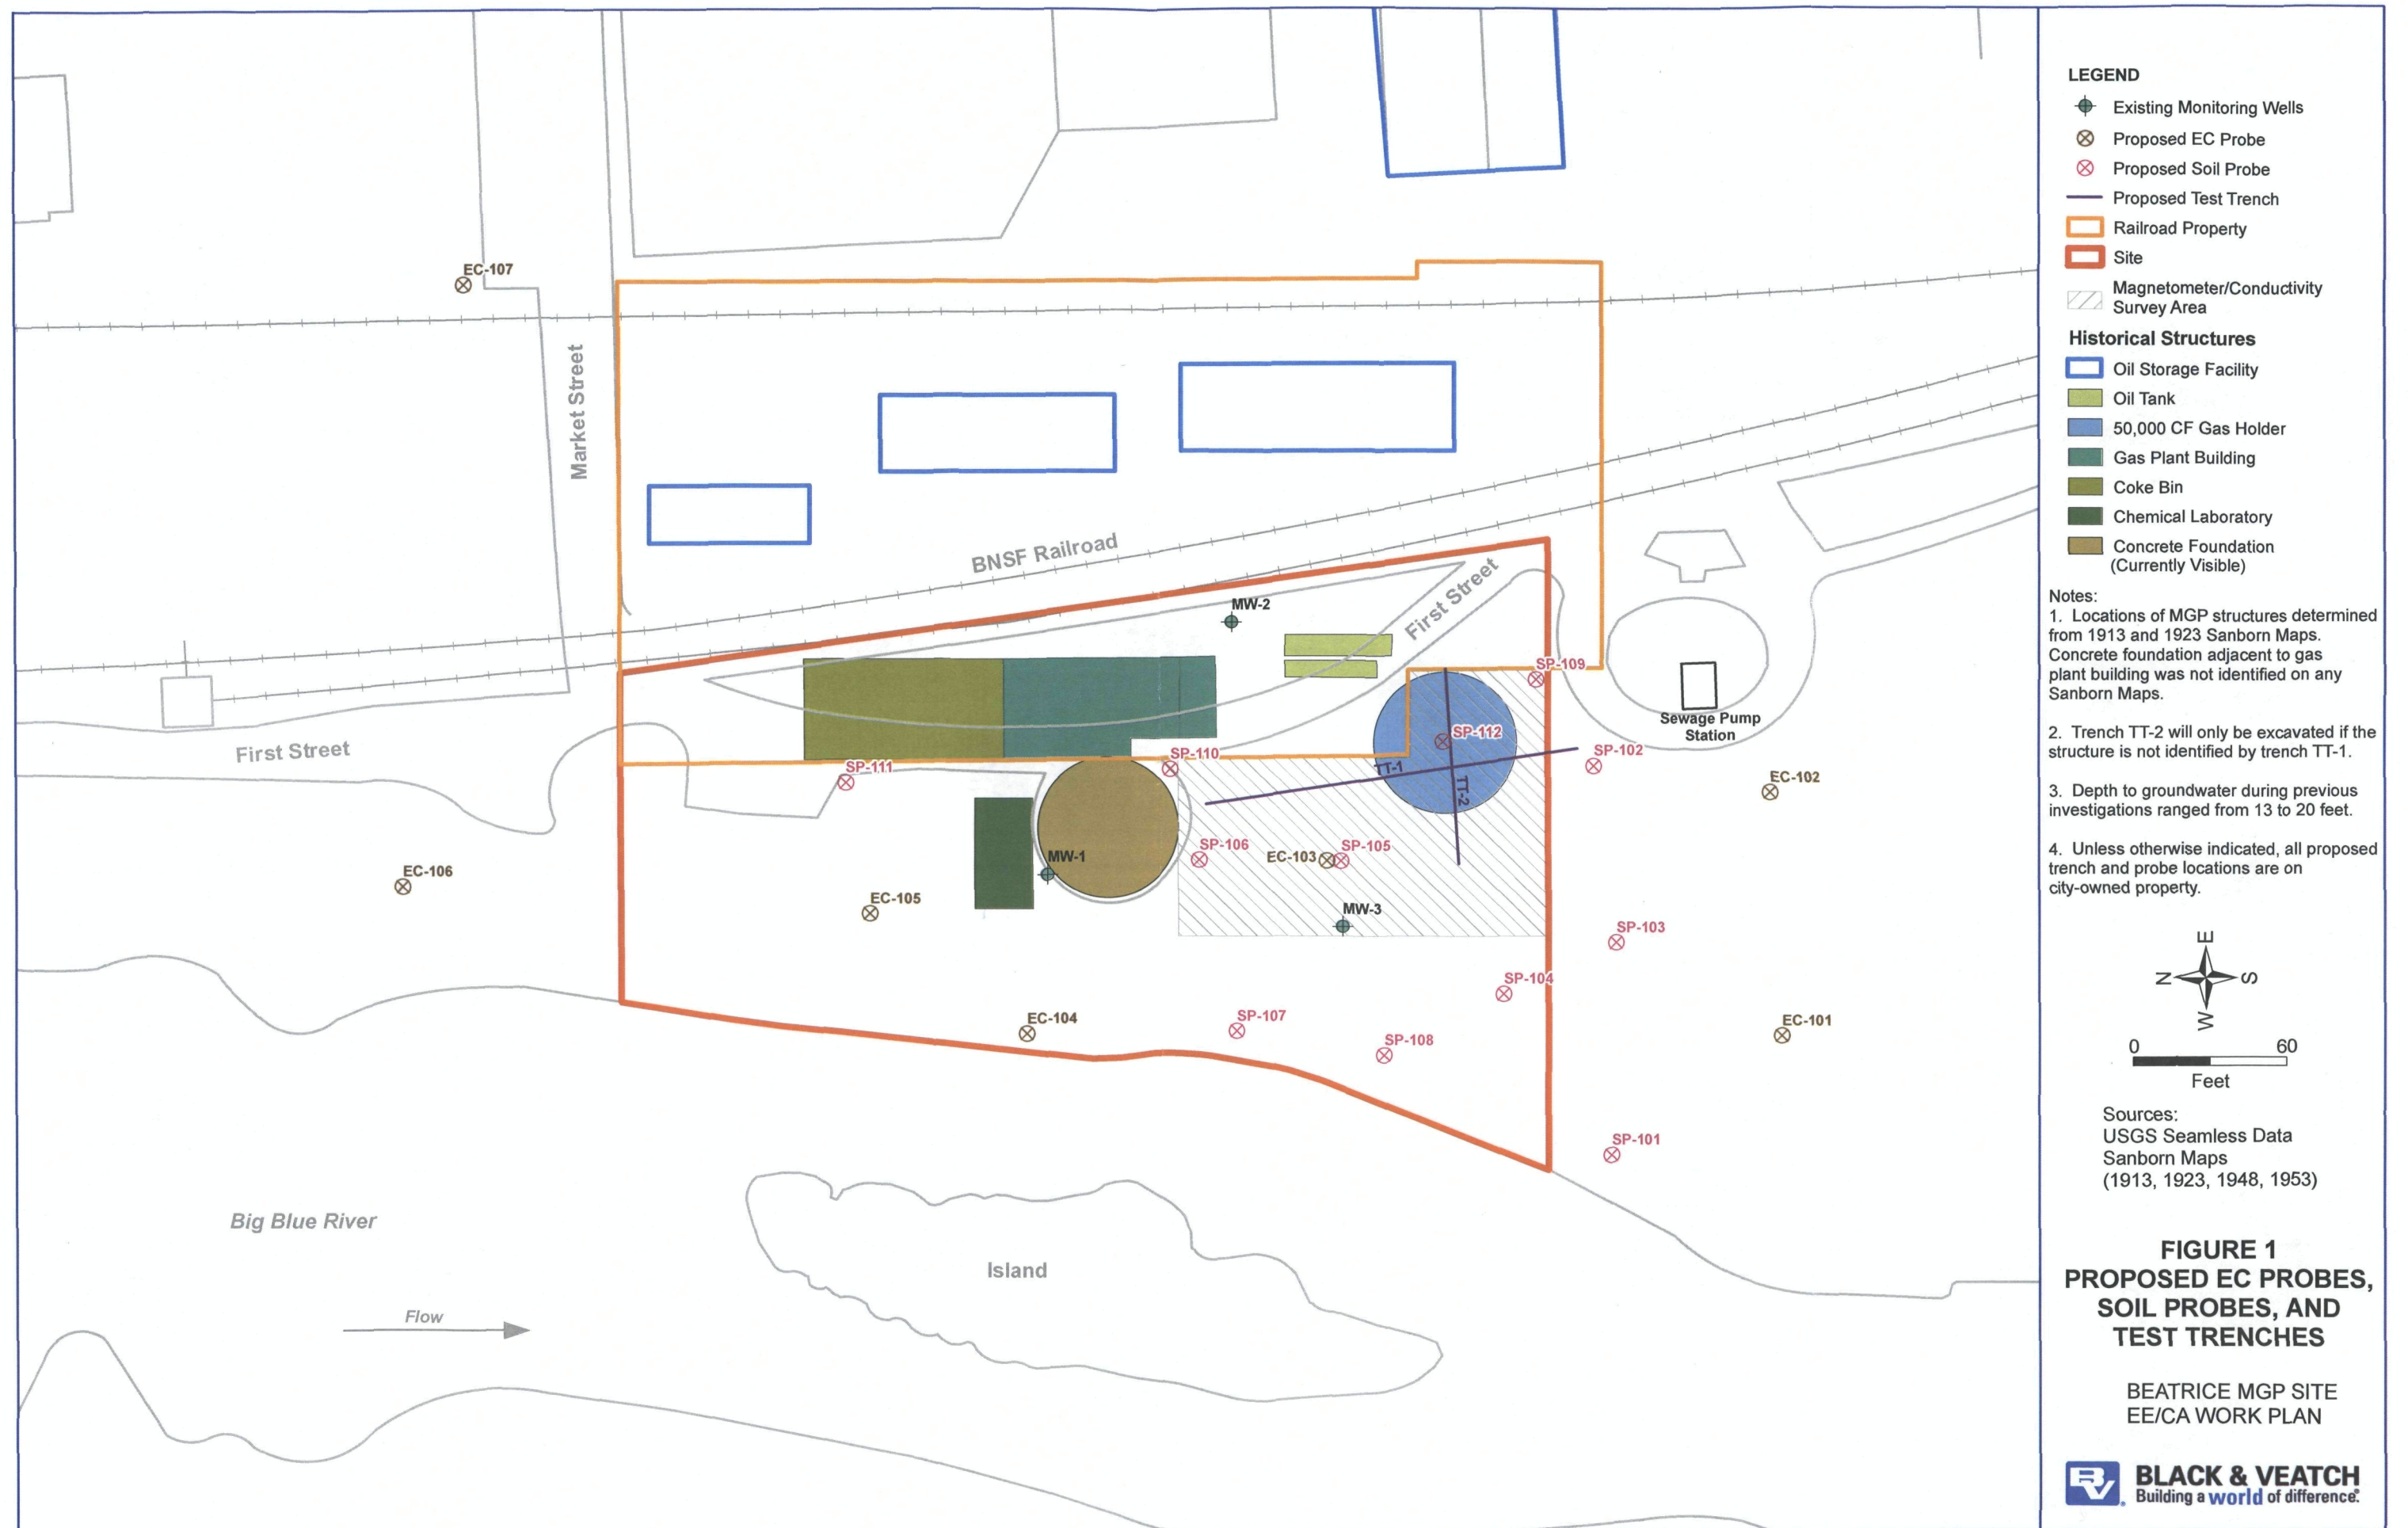 EC-107
Market Street
BNSF Railroad
First Street
MW-2
SP-109
Sewage Pump
Station
First Street
SP-112
SP-110
SP-111
TT-1
TT-2
SP-102
EC-102
EC-106
MW-1
SP-106
EC-103
SP-105
EC-105
MW-3
SP-103
SP-104
EC-104
SP-107
SP-108
EC-101
SP-101
Big Blue River
Island
Flow
LEGEND
Existing Monitoring Wells
Proposed EC Probe
Proposed Soil Probe
Proposed Test Trench
Railroad Property
Site
Magnetometer/Conductivity
Survey Area
Historical Structures
Oil Storage Facility
Oil Tank
50,000 CF Gas Holder
Gas Plant Building
Coke Bin
Chemical Laboratory
Concrete Foundation
(Currently Visible)
Notes:
1. Locations of MGP structures determined
from 1913 and 1923 Sanborn Maps.
Concrete foundation adjacent to gas
plant building was not identified on any
Sanborn Maps.
2. Trench TT-2 will only be excavated if the
structure is not identified by trench TT-1.
3. Depth to groundwater during previous
investigations ranged from 13 to 20 feet.
4. Unless otherwise indicated, all proposed
trench and probe locations are on
city-owned property.
E
N S
W
0 60
Feet
Sources:
USGS Seamless Data
Sanborn Maps
(1913, 1923, 1948, 1953)
FIGURE 1
PROPOSED EC PROBES,
SOIL PROBES, AND
TEST TRENCHES
BEATRICE MGP SITE
EE/CA WORK PLAN
BV
BLACK & VEATCH
Building a world of difference.